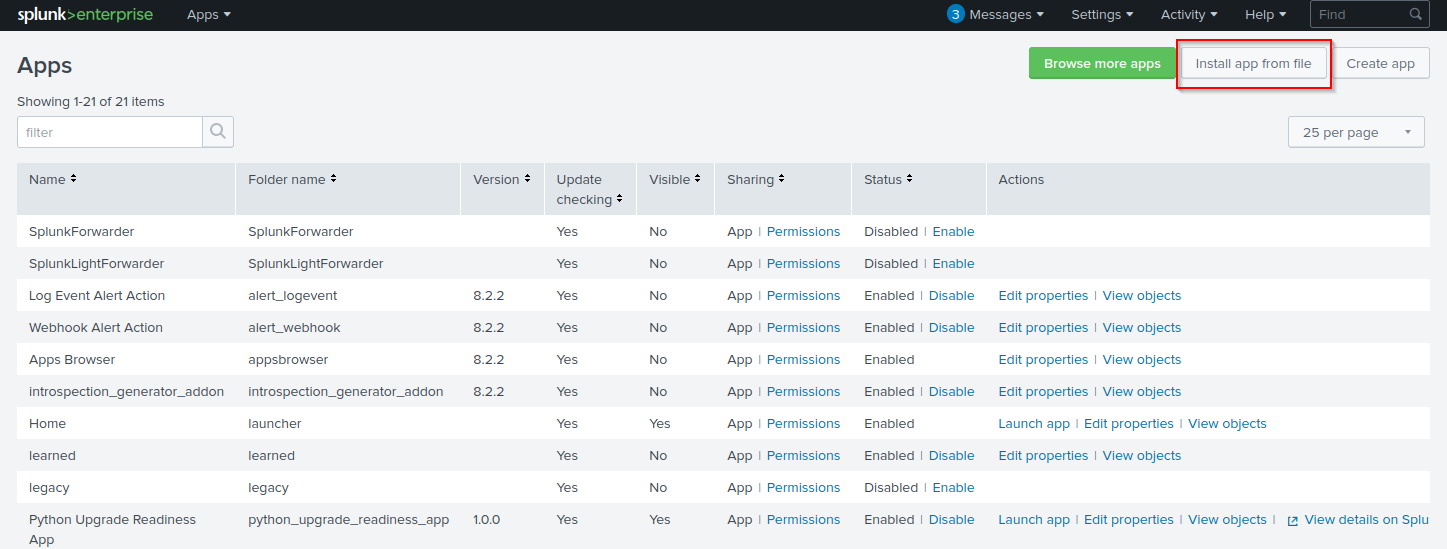 splunk>enterprise Apps 3 Messages Settings Activity Help Find
Apps Browse more apps Install app from file Create app
Showing 1-21 of 21 items
filter 25 per page
Name Folder name Version Update checking Visible Sharing Status Actions
SplunkForwarder SplunkForwarder Yes No App | Permissions Disabled | Enable
SplunkLightForwarder SplunkLightForwarder Yes No App | Permissions Disabled | Enable
Log Event Alert Action alert_logevent 8.2.2 Yes No App | Permissions Enabled | Disable Edit properties | View objects
Webhook Alert Action alert_webhook 8.2.2 Yes No App | Permissions Enabled | Disable Edit properties | View objects
Apps Browser appsbrowser 8.2.2 Yes No App | Permissions Enabled Edit properties | View objects
introspection_generator_addon introspection_generator_addon 8.2.2 Yes No App | Permissions Enabled | Disable Edit properties | View objects
Home launcher Yes Yes App | Permissions Enabled Launch app | Edit properties | View objects
learned learned Yes No App | Permissions Enabled | Disable Edit properties | View objects
legacy legacy Yes No App | Permissions Disabled | Enable
Python Upgrade Readiness python_upgrade_readiness_app 1.0.0 Yes Yes App | Permissions Enabled | Disable Launch app | Edit properties | View objects | View details on Splu
App